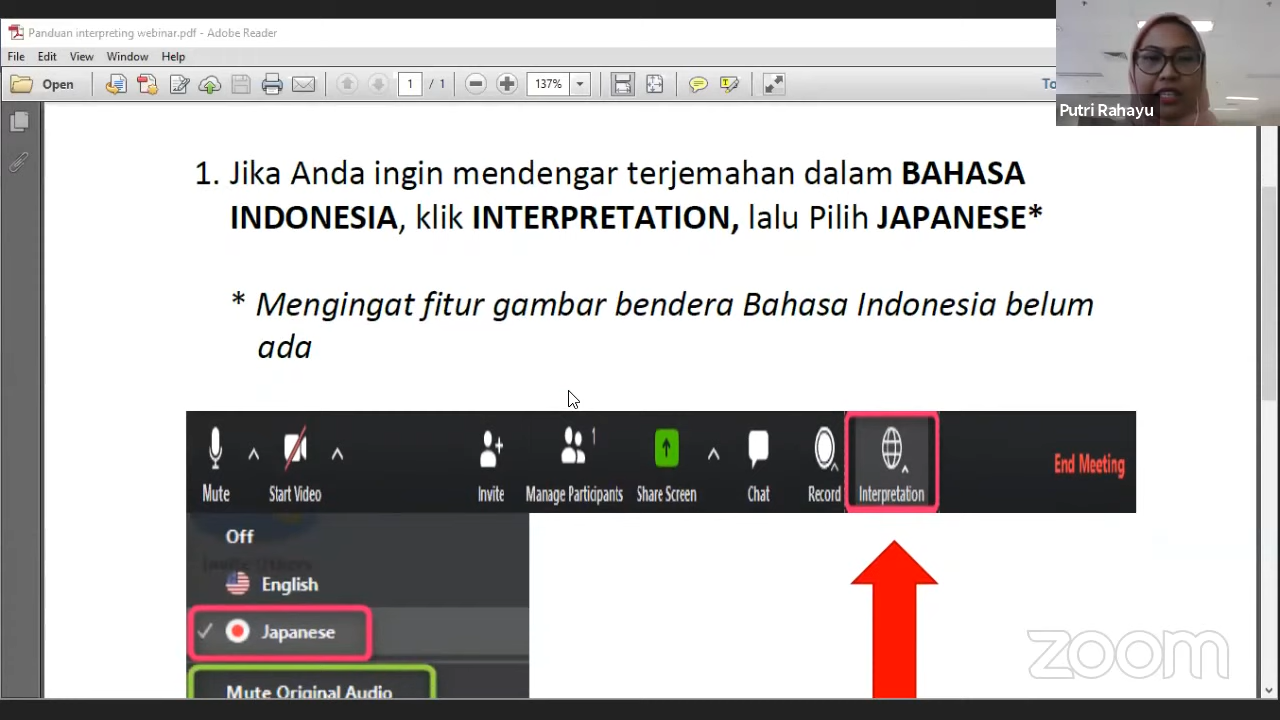 Panduan interpreting webinar.pdf - Adobe Reader
File Edit View Window Help
Open 1 / 1 137%
Putri Rahayu
1. Jika Anda ingin mendengar terjemahan dalam BAHASA
INDONESIA, klik INTERPRETATION, lalu Pilih JAPANESE*
* Mengingat fitur gambar bendera Bahasa Indonesia belum
ada
1
Mute Start Video Invite Manage Participants Share Screen Chat Record Interpretation End Meeting
Off
English
Japanese
Mute Original Audio
zoom